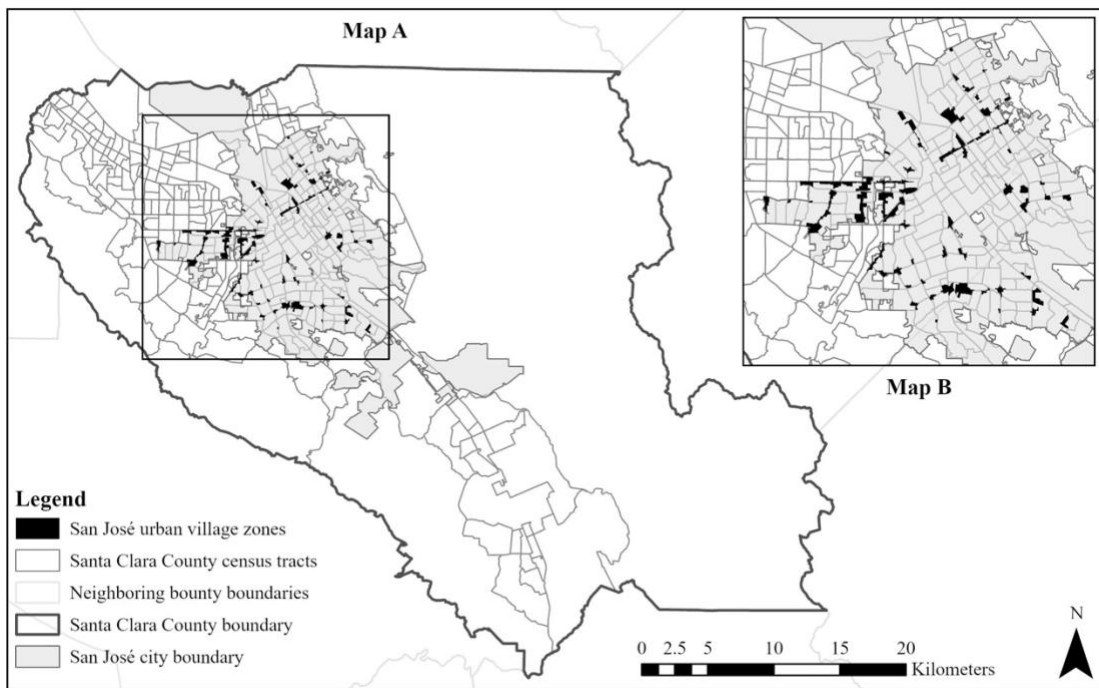 Map A
Map B
Legend
San José urban village zones
Santa Clara County census tracts
Neighboring bounty boundaries
Santa Clara County boundary
San José city boundary
0 2.5 5 10 15 20
Kilometers
N